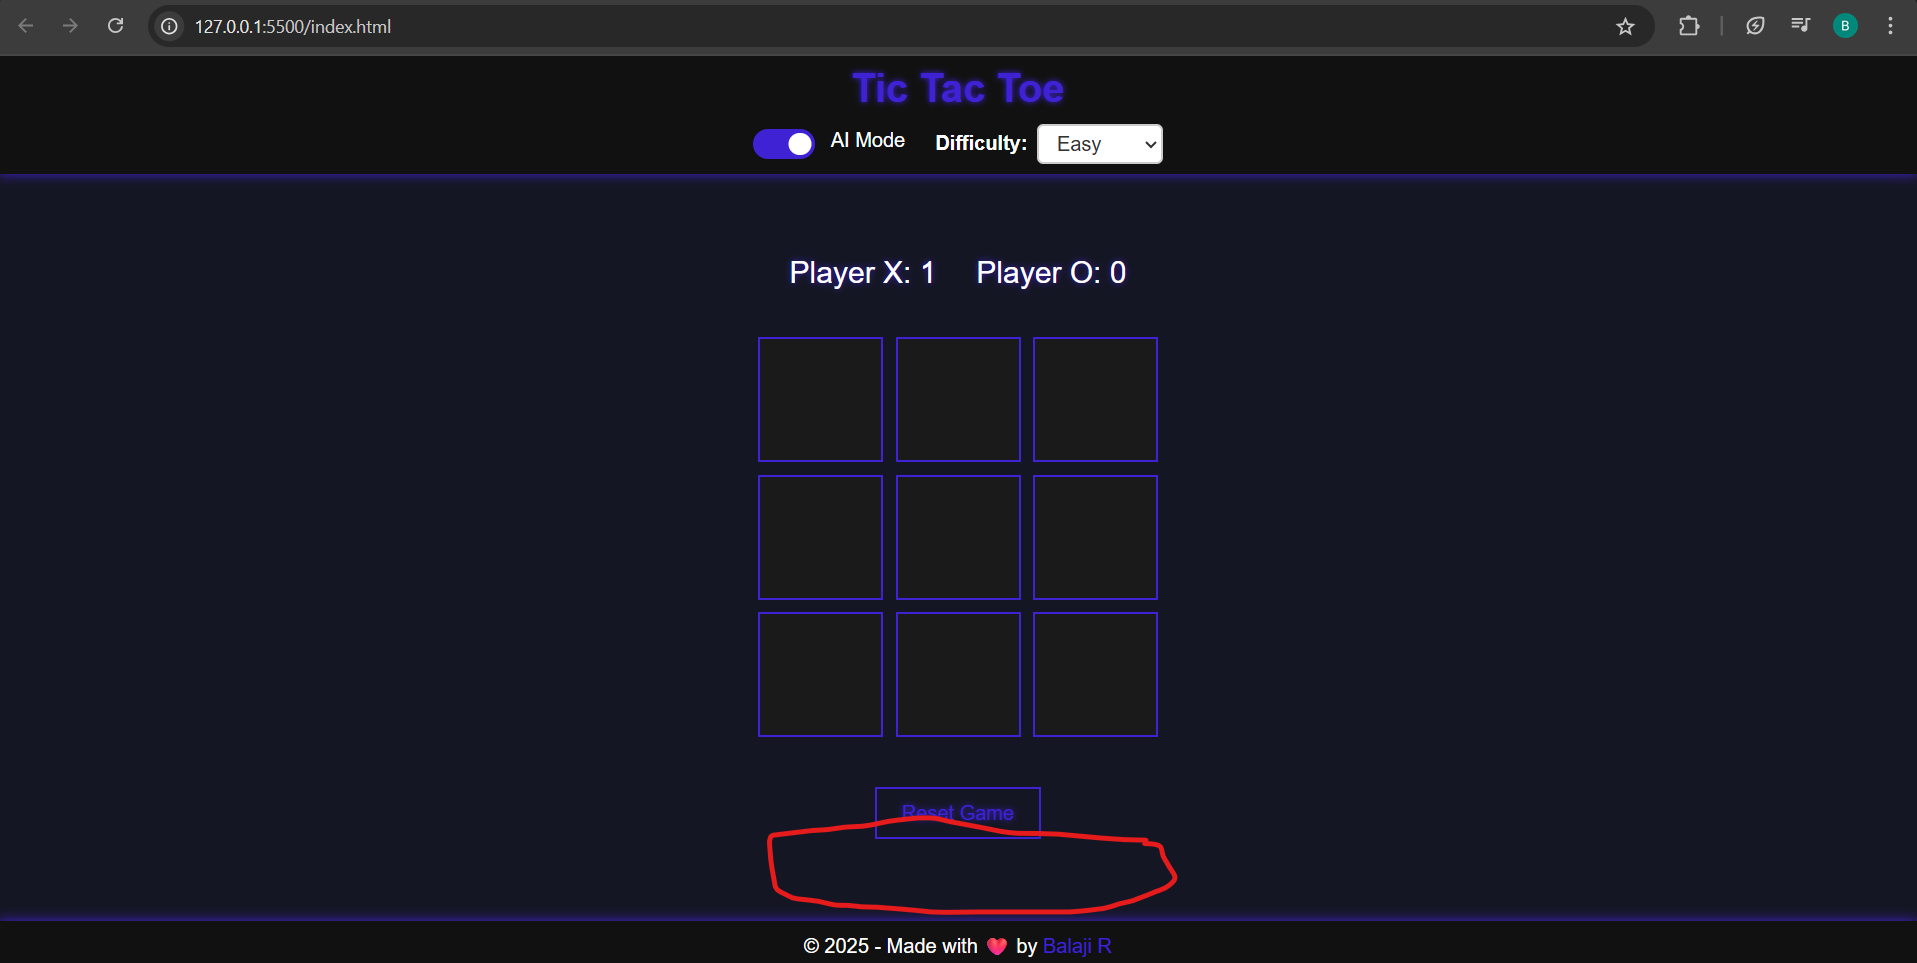 127.0.0.1:5500/index.html
B
Tic Tac Toe
AI Mode Difficulty: Easy
Player X: 1 Player O: 0
Reset Game
© 2025 - Made with ❤️ by Balaji R